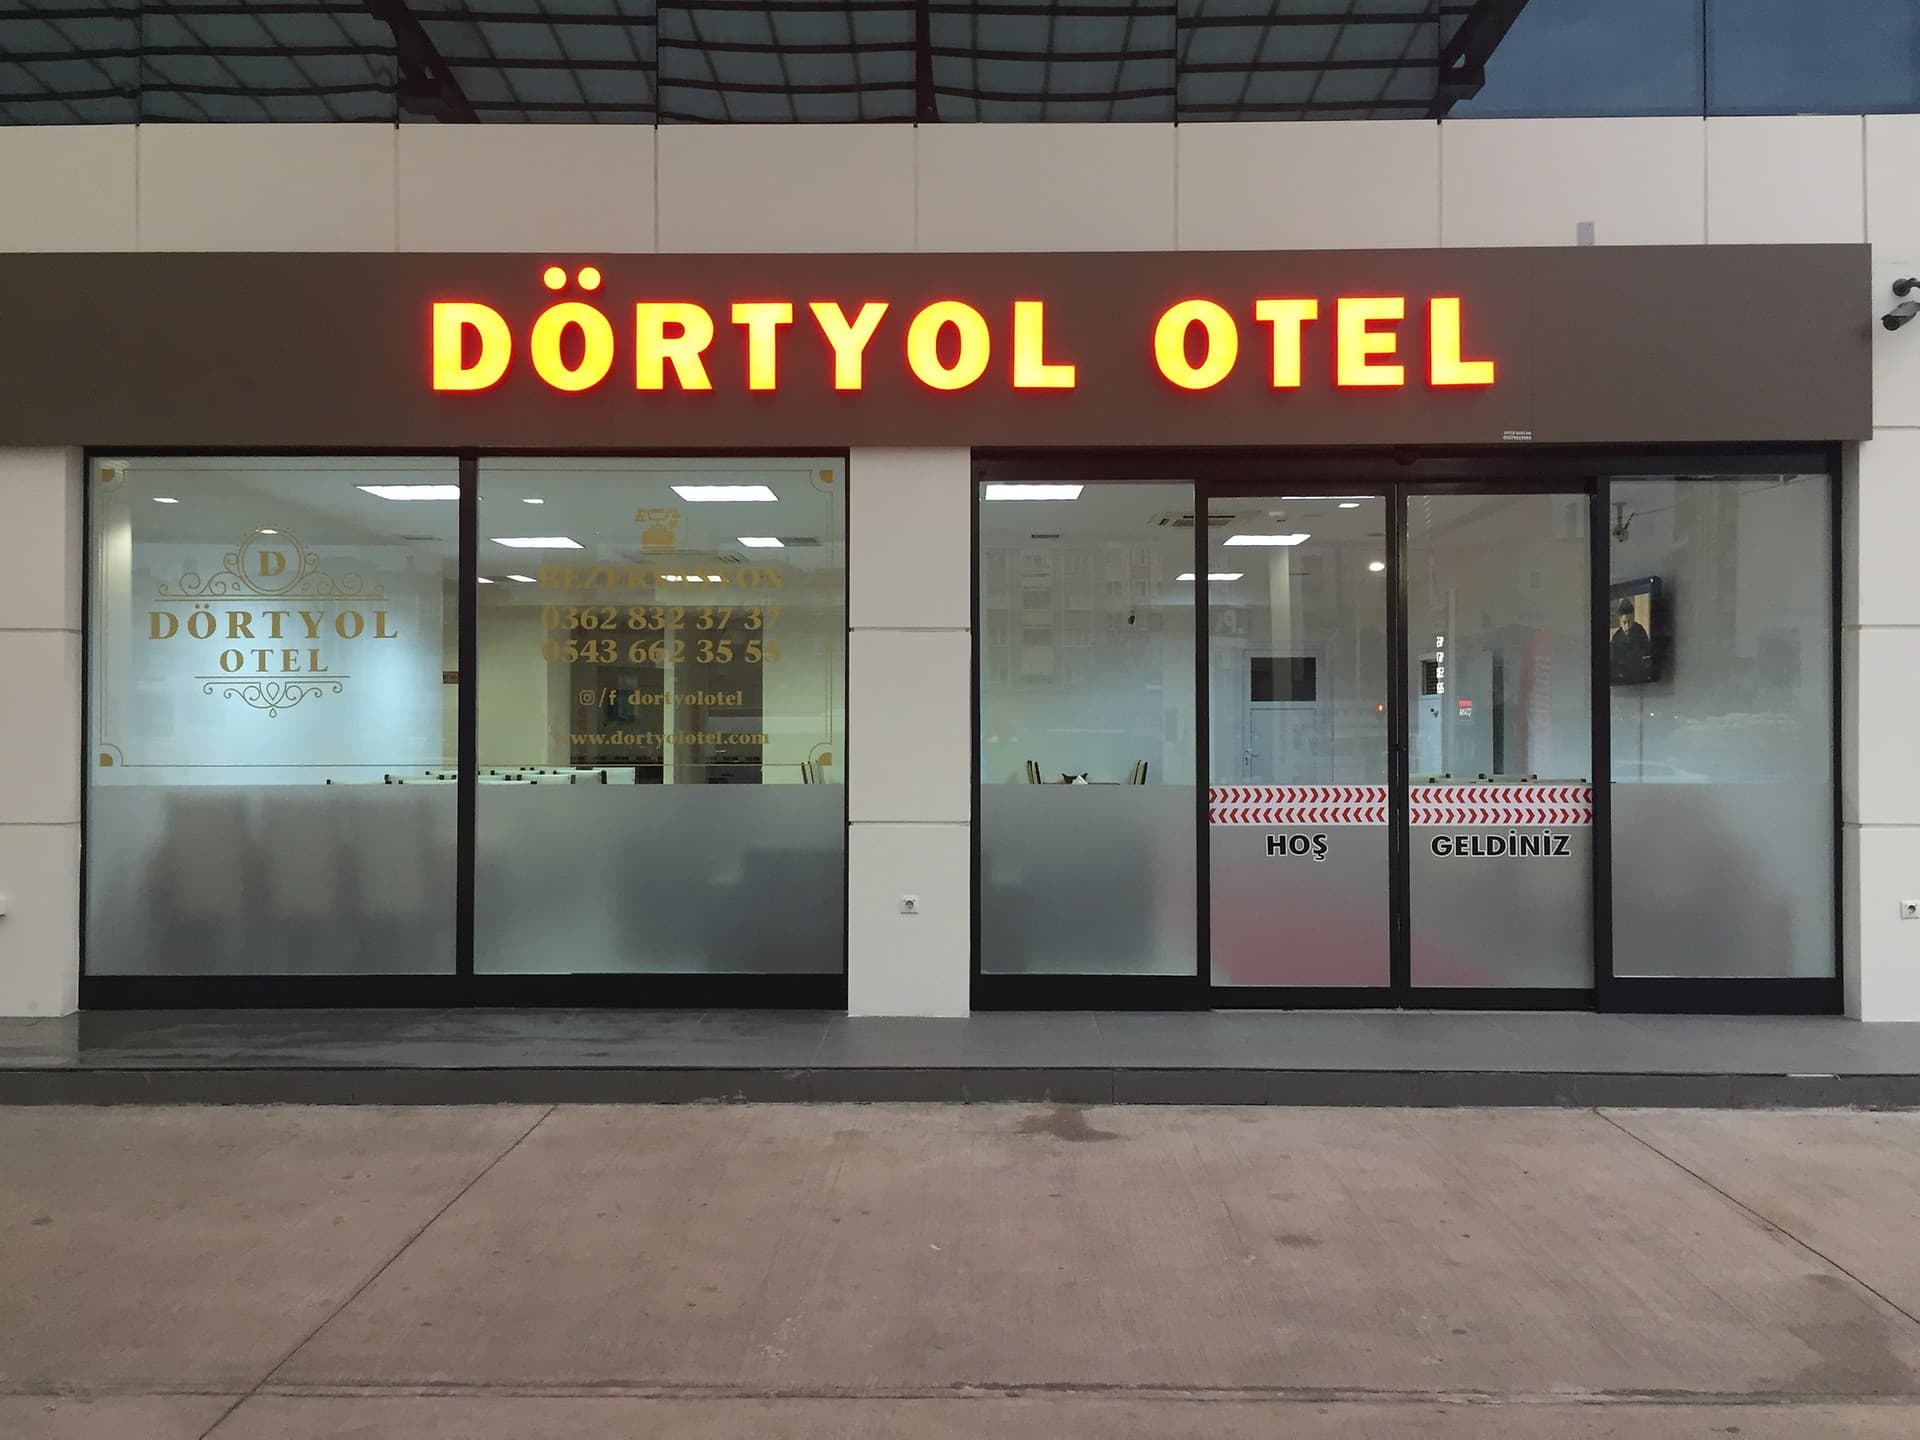 DÖRTYOL OTEL
D
DÖRTYOL
OTEL
REZERVASYON
0362 832 37 37
0543 662 35 55
/f dortyolotel
www.dortyolotel.com
HOŞ GELDİNİZ